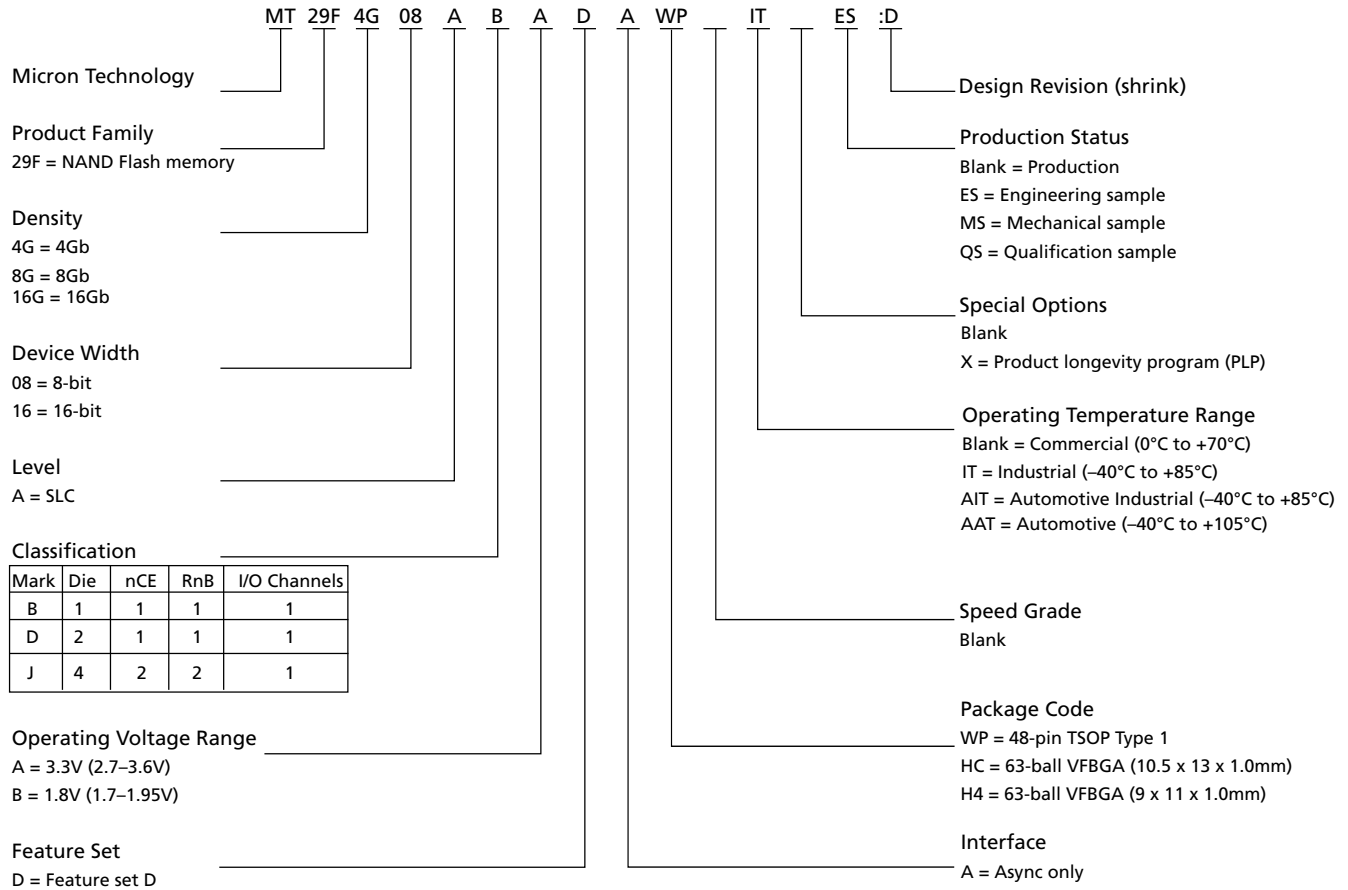 MT 29F 4G 08 A B A D A WP IT ES :D
Micron Technology
Product Family
29F = NAND Flash memory
Density
4G = 4Gb
8G = 8Gb
16G = 16Gb
Device Width
08 = 8-bit
16 = 16-bit
Level
A = SLC
Classification
Mark Die nCE RnB I/O Channels
B 1 1 1 1
D 2 1 1 1
J 4 2 2 1
Operating Voltage Range
A = 3.3V (2.7–3.6V)
B = 1.8V (1.7–1.95V)
Feature Set
D = Feature set D
Design Revision (shrink)
Production Status
Blank = Production
ES = Engineering sample
MS = Mechanical sample
QS = Qualification sample
Special Options
Blank
X = Product longevity program (PLP)
Operating Temperature Range
Blank = Commercial (0°C to +70°C)
IT = Industrial (–40°C to +85°C)
AIT = Automotive Industrial (–40°C to +85°C)
AAT = Automotive (–40°C to +105°C)
Speed Grade
Blank
Package Code
WP = 48-pin TSOP Type 1
HC = 63-ball VFBGA (10.5 x 13 x 1.0mm)
H4 = 63-ball VFBGA (9 x 11 x 1.0mm)
Interface
A = Async only